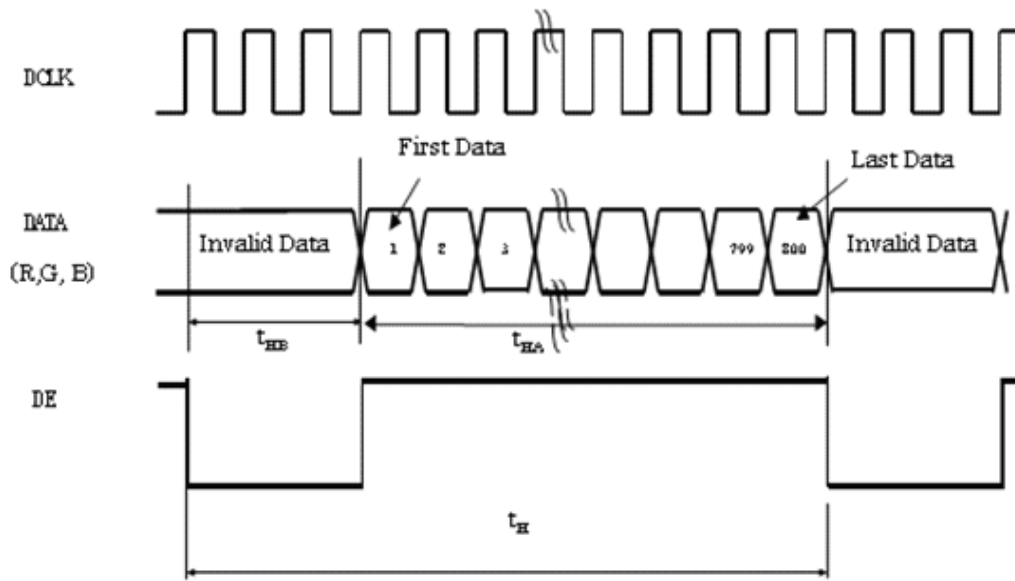 DCLK
First Data
Last Data
DATA
(R,G, B)
Invalid Data
1
2
3
799
800
Invalid Data
tHB
tHA
DE
tH